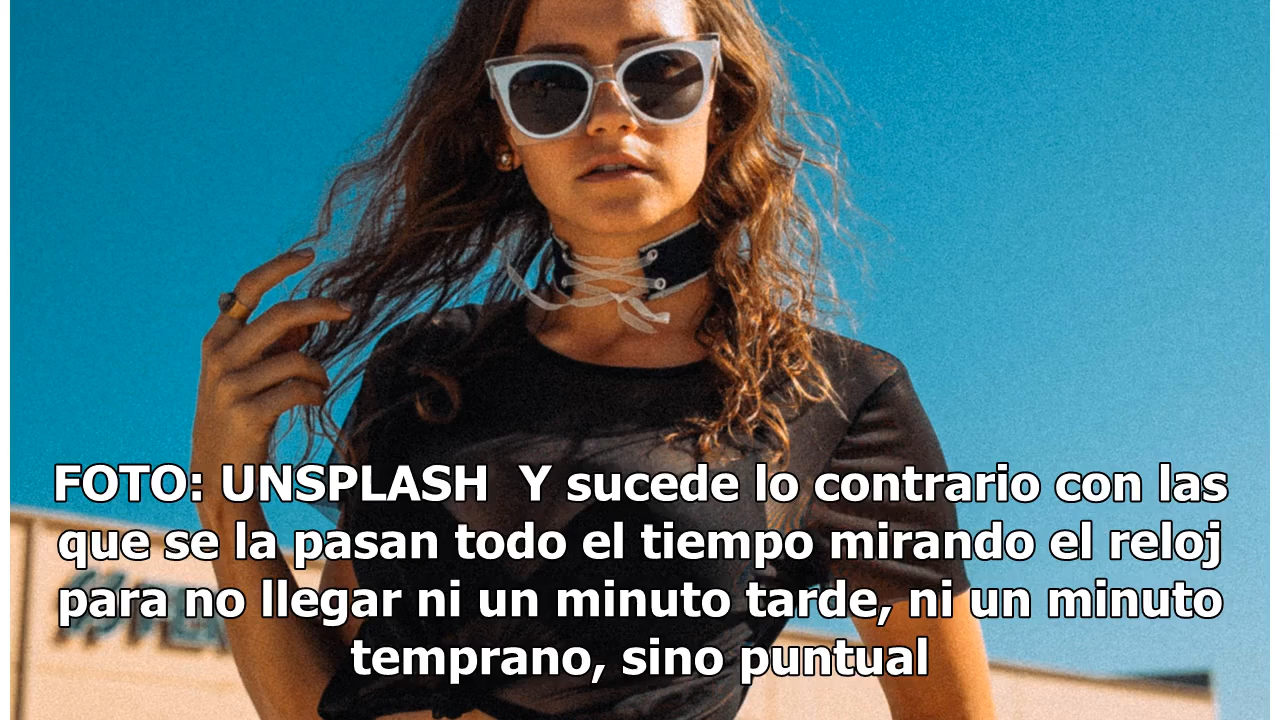 FOTO: UNSPLASH  Y sucede lo contrario con las
que se la pasan todo el tiempo mirando el reloj
para no llegar ni un minuto tarde, ni un minuto
temprano, sino puntual